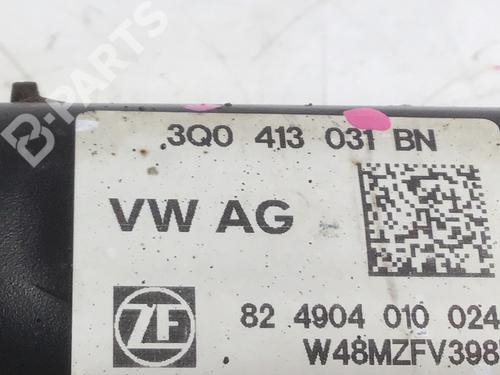 B-PARTS
3Q0 413 031 BN
VW AG
ZF
82 4904 010 024
W48MZFV398